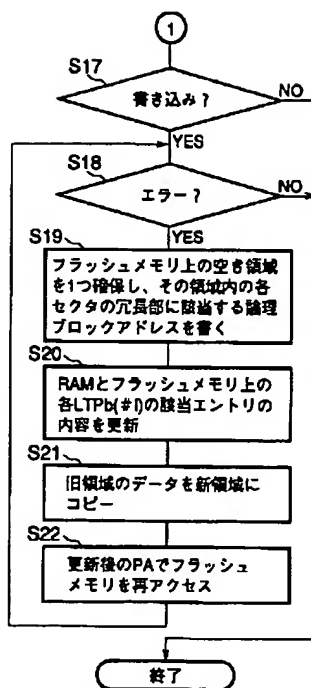 1
S17
書き込み?
NO
YES
S18
エラー?
NO
YES
S19
フラッシュメモリ上の空き領域
を1つ確保し、その領域内の各
セクタの冗長部に該当する論理
ブロックアドレスを書く
S20
RAMとフラッシュメモリ上の
各LTPb(#I)の該当エントリの
内容を更新
S21
旧領域のデータを新領域に
コピー
S22
更新後のPAでフラッシュ
メモリを再アクセス
終了